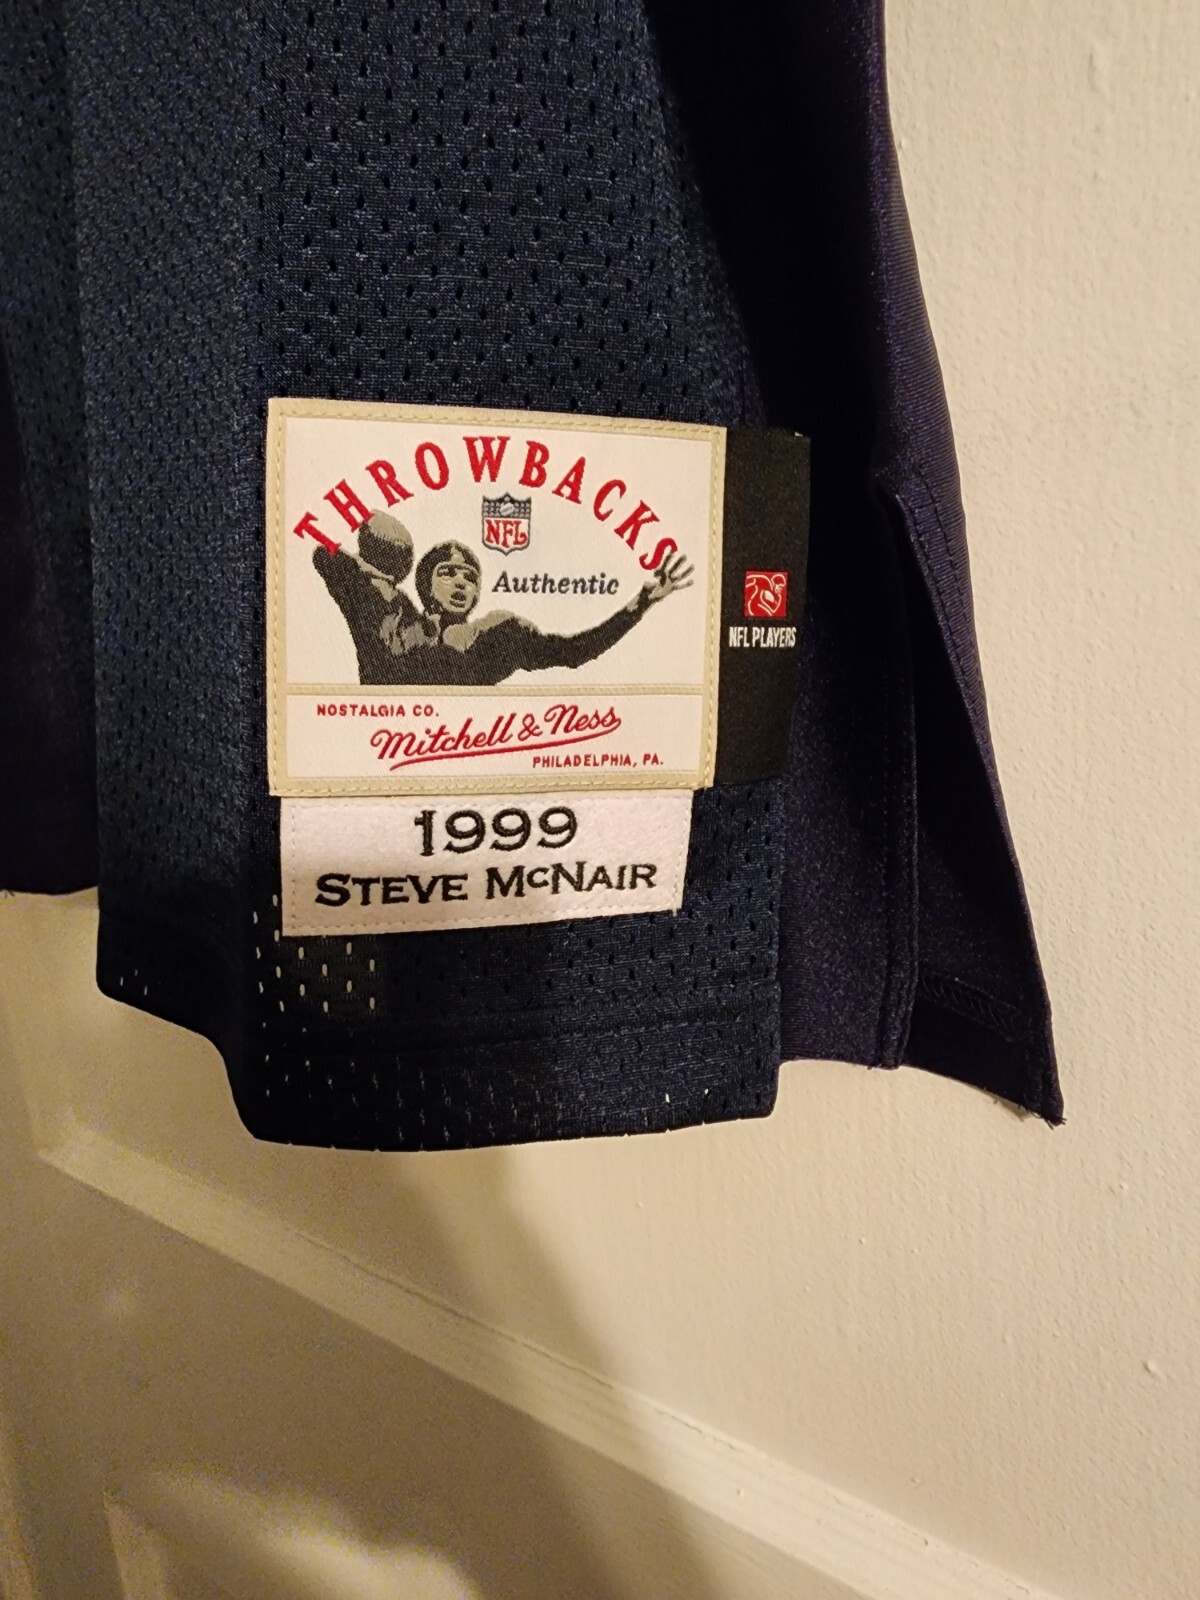 THROWBACKS
NFL
Authentic
NFL PLAYERS
NOSTALGIA CO.
Mitchell & Ness
PHILADELPHIA, PA.
1999
STEVE McNAIR